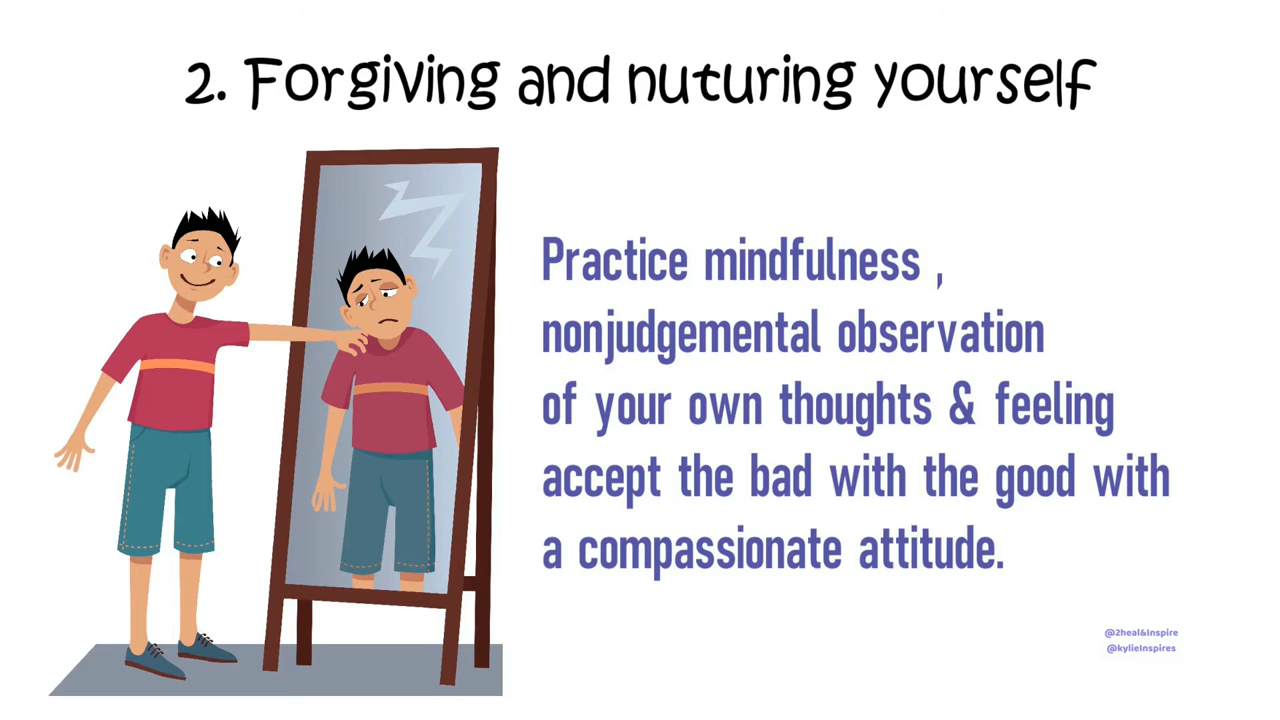 2. Forgiving and nuturing yourself
Practice mindfulness ,
nonjudgemental observation
of your own thoughts & feeling
accept the bad with the good with
a compassionate attitude.
@2heal&Inspire
@kylieInspires